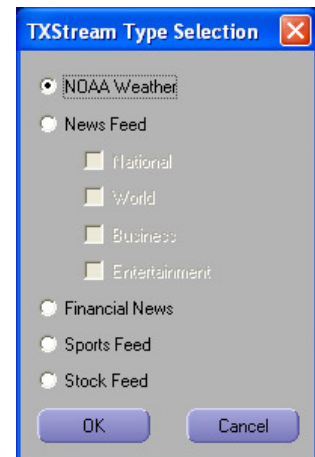 TXStream Type Selection
NOAA Weather
News Feed
National
World
Business
Entertainment
Financial News
Sports Feed
Stock Feed
OK Cancel